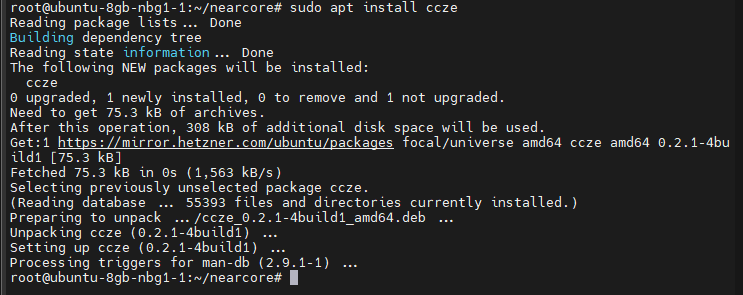 root@ubuntu-8gb-nbg1-1:~/nearcore# sudo apt install ccze
Reading package lists... Done
Building dependency tree
Reading state information... Done
The following NEW packages will be installed:
  ccze
0 upgraded, 1 newly installed, 0 to remove and 1 not upgraded.
Need to get 75.3 kB of archives.
After this operation, 308 kB of additional disk space will be used.
Get:1 https://mirror.hetzner.com/ubuntu/packages focal/universe amd64 ccze amd64 0.2.1-4bu
ild1 [75.3 kB]
Fetched 75.3 kB in 0s (1,563 kB/s)
Selecting previously unselected package ccze.
(Reading database ... 55393 files and directories currently installed.)
Preparing to unpack .../ccze_0.2.1-4build1_amd64.deb ...
Unpacking ccze (0.2.1-4build1) ...
Setting up ccze (0.2.1-4build1) ...
Processing triggers for man-db (2.9.1-1) ...
root@ubuntu-8gb-nbg1-1:~/nearcore#